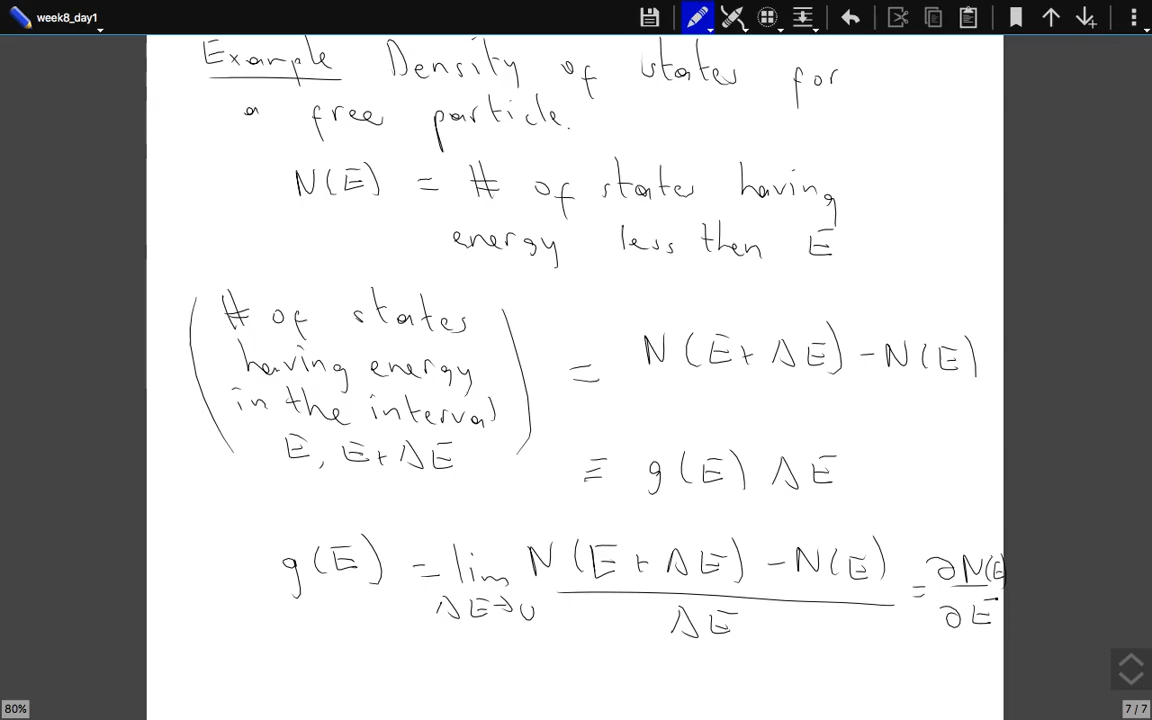 week8_day1
Example Density of states for
a free particle.
N(E) = # of states having
energy less then E
( # of states
having energy = N(E+ΔE)-N(E)
in the interval
E, E+ΔE )
≡ g(E) ΔE
g(E) = lim N(E+ΔE)-N(E) = ∂N(E)
ΔE→0 ΔE ∂E
80%
7 / 7